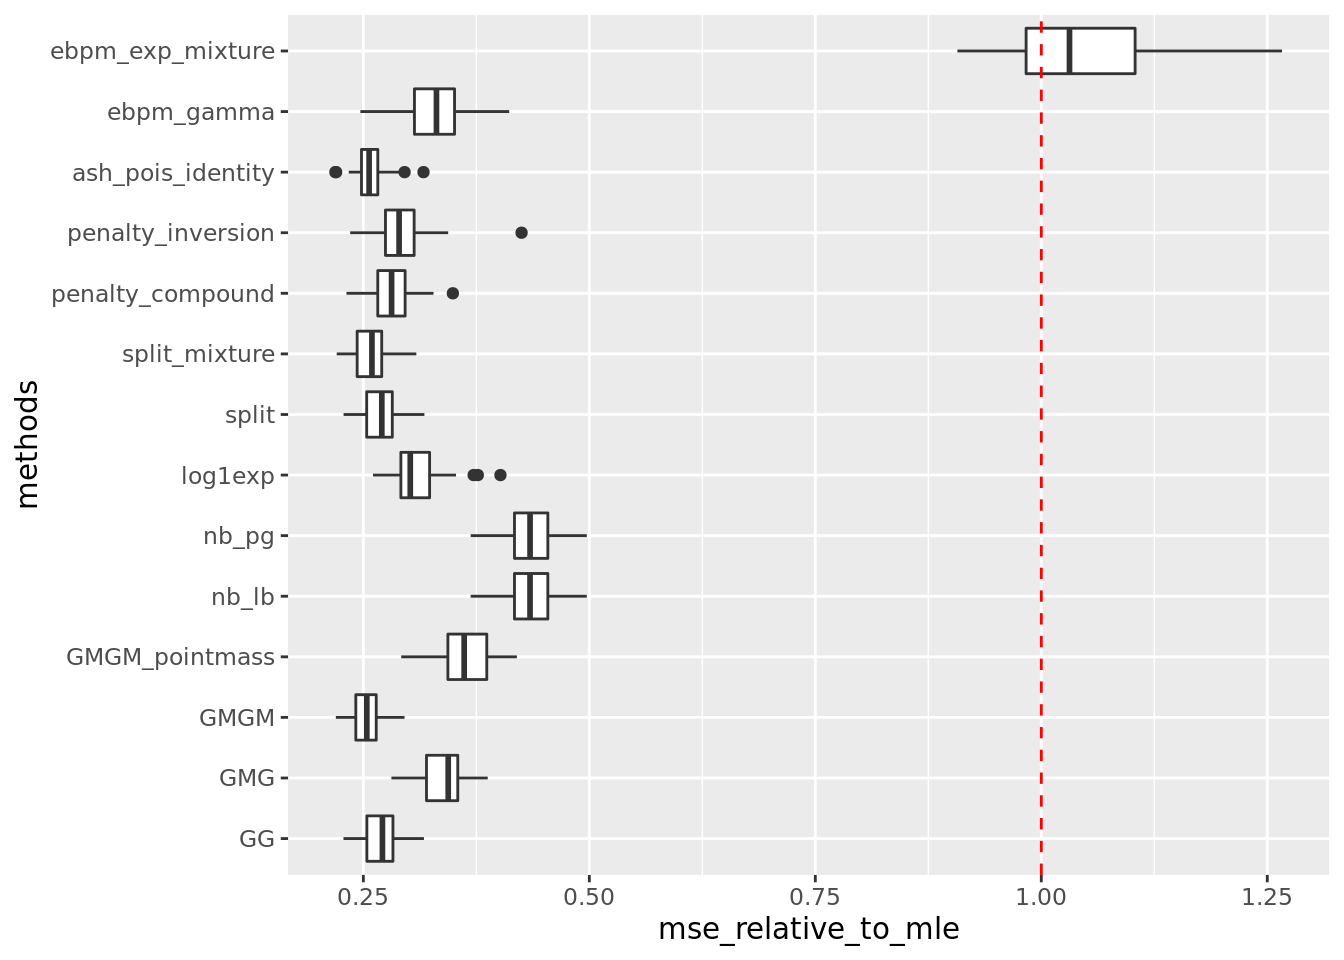 ebpm_exp_mixture
ebpm_gamma
ash_pois_identity
penalty_inversion
penalty_compound
split_mixture
split
log1exp
nb_pg
nb_lb
GMGM_pointmass
GMGM
GMG
GG
methods
0.25 0.50 0.75 1.00 1.25
mse_relative_to_mle